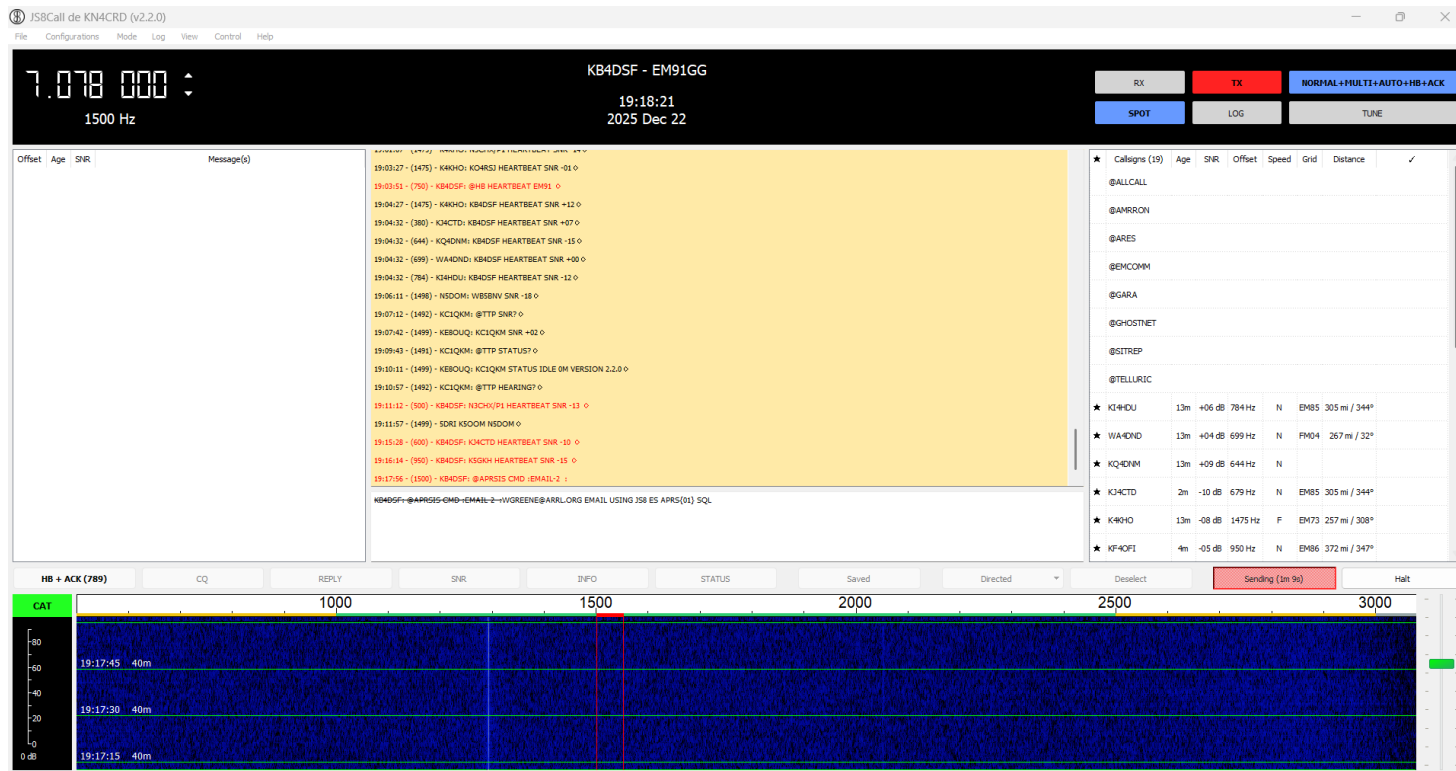 JS8Call de KN4CRD (v2.2.0)
File Configurations Mode Log View Control Help
7.078 000
1500 Hz
KB4DSF - EM91GG
19:18:21
2025 Dec 22
RX TX NORMAL+MULTI+AUTO+HB+ACK
SPOT LOG TUNE
Offset Age SNR Message(s)
19:03:27 - (1475) - K4KHO: KO4RSJ HEARTBEAT SNR -01 ◇
19:03:51 - (750) - KB4DSF: @HB HEARTBEAT EM91 ◇
19:04:27 - (1475) - K4KHO: KB4DSF HEARTBEAT SNR +12 ◇
19:04:32 - (380) - KJ4CTD: KB4DSF HEARTBEAT SNR +07 ◇
19:04:32 - (644) - KQ4DNM: KB4DSF HEARTBEAT SNR -15 ◇
19:04:32 - (699) - WA4DND: KB4DSF HEARTBEAT SNR +00 ◇
19:04:32 - (784) - KI4HDU: KB4DSF HEARTBEAT SNR -12 ◇
19:06:11 - (1498) - N5DOM: WB5BNV SNR -18 ◇
19:07:12 - (1492) - KC1QKM: @TTP SNR? ◇
19:07:42 - (1499) - KE8OUQ: KC1QKM SNR +02 ◇
19:09:43 - (1491) - KC1QKM: @TTP STATUS? ◇
19:10:11 - (1499) - KE8OUQ: KC1QKM STATUS IDLE 0M VERSION 2.2.0 ◇
19:10:57 - (1492) - KC1QKM: @TTP HEARING? ◇
19:11:12 - (500) - KB4DSF: N3CHX/P1 HEARTBEAT SNR -13 ◇
19:11:57 - (1499) - 5DRI K5OOM N5DOM ◇
19:15:28 - (600) - KB4DSF: KJ4CTD HEARTBEAT SNR -10 ◇
19:16:14 - (950) - KB4DSF: K5GKH HEARTBEAT SNR -15 ◇
19:17:56 - (1500) - KB4DSF: @APRSIS CMD :EMAIL-2 :
KB4DSF: @APRSIS CMD :EMAIL-2 :WGREENE@ARRL.ORG EMAIL USING JS8 ES APRS{01} SQL
★ Callsigns (19) Age SNR Offset Speed Grid Distance ✓
@ALLCALL
@AMRRON
@ARES
@EMCOMM
@GARA
@GHOSTNET
@SITREP
@TELLURIC
★ KI4HDU 13m +06 dB 784 Hz N EM85 305 mi / 344°
★ WA4DND 13m +04 dB 699 Hz N FM04 267 mi / 32°
★ KQ4DNM 13m +09 dB 644 Hz N
★ KJ4CTD 2m -10 dB 679 Hz N EM85 305 mi / 344°
★ K4KHO 13m -08 dB 1475 Hz F EM73 257 mi / 308°
★ KF4OFI 4m -05 dB 950 Hz N EM86 372 mi / 347°
HB + ACK (789) CQ REPLY SNR INFO STATUS Saved Directed Deselect Sending (1m 9s) Halt
CAT 1000 1500 2000 2500 3000
80
60
40
20
0
0 dB
19:17:45 40m
19:17:30 40m
19:17:15 40m